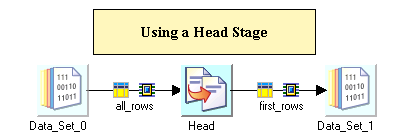 Using a Head Stage
111
00110
11011
111
00110
11011
Data_Set_0
all_rows
Head
first_rows
Data_Set_1